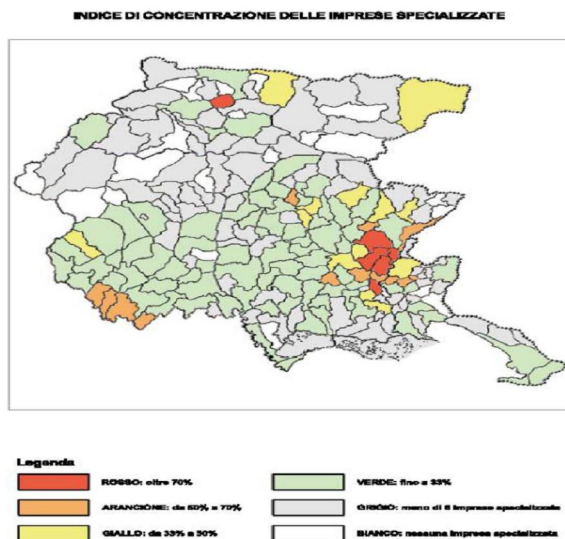 INDICE DI CONCENTRAZIONE DELLE IMPRESE SPECIALIZZATE
Legenda
ROSSO: oltre 70%
VERDE: fino a 33%
ARANCIONE: da 50% a 70%
GRIGIO: meno di 5 imprese specializzate
GIALLO: da 33% a 50%
BIANCO: nessuna impresa specializzata